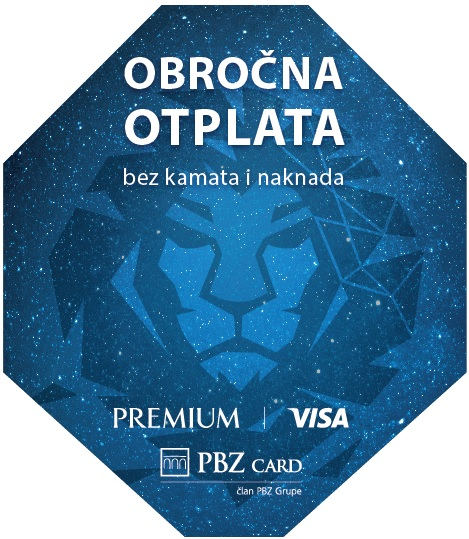 OBROČNA
OTPLATA
bez kamata i naknada
PREMIUM | VISA
PBZ CARD
član PBZ Grupe